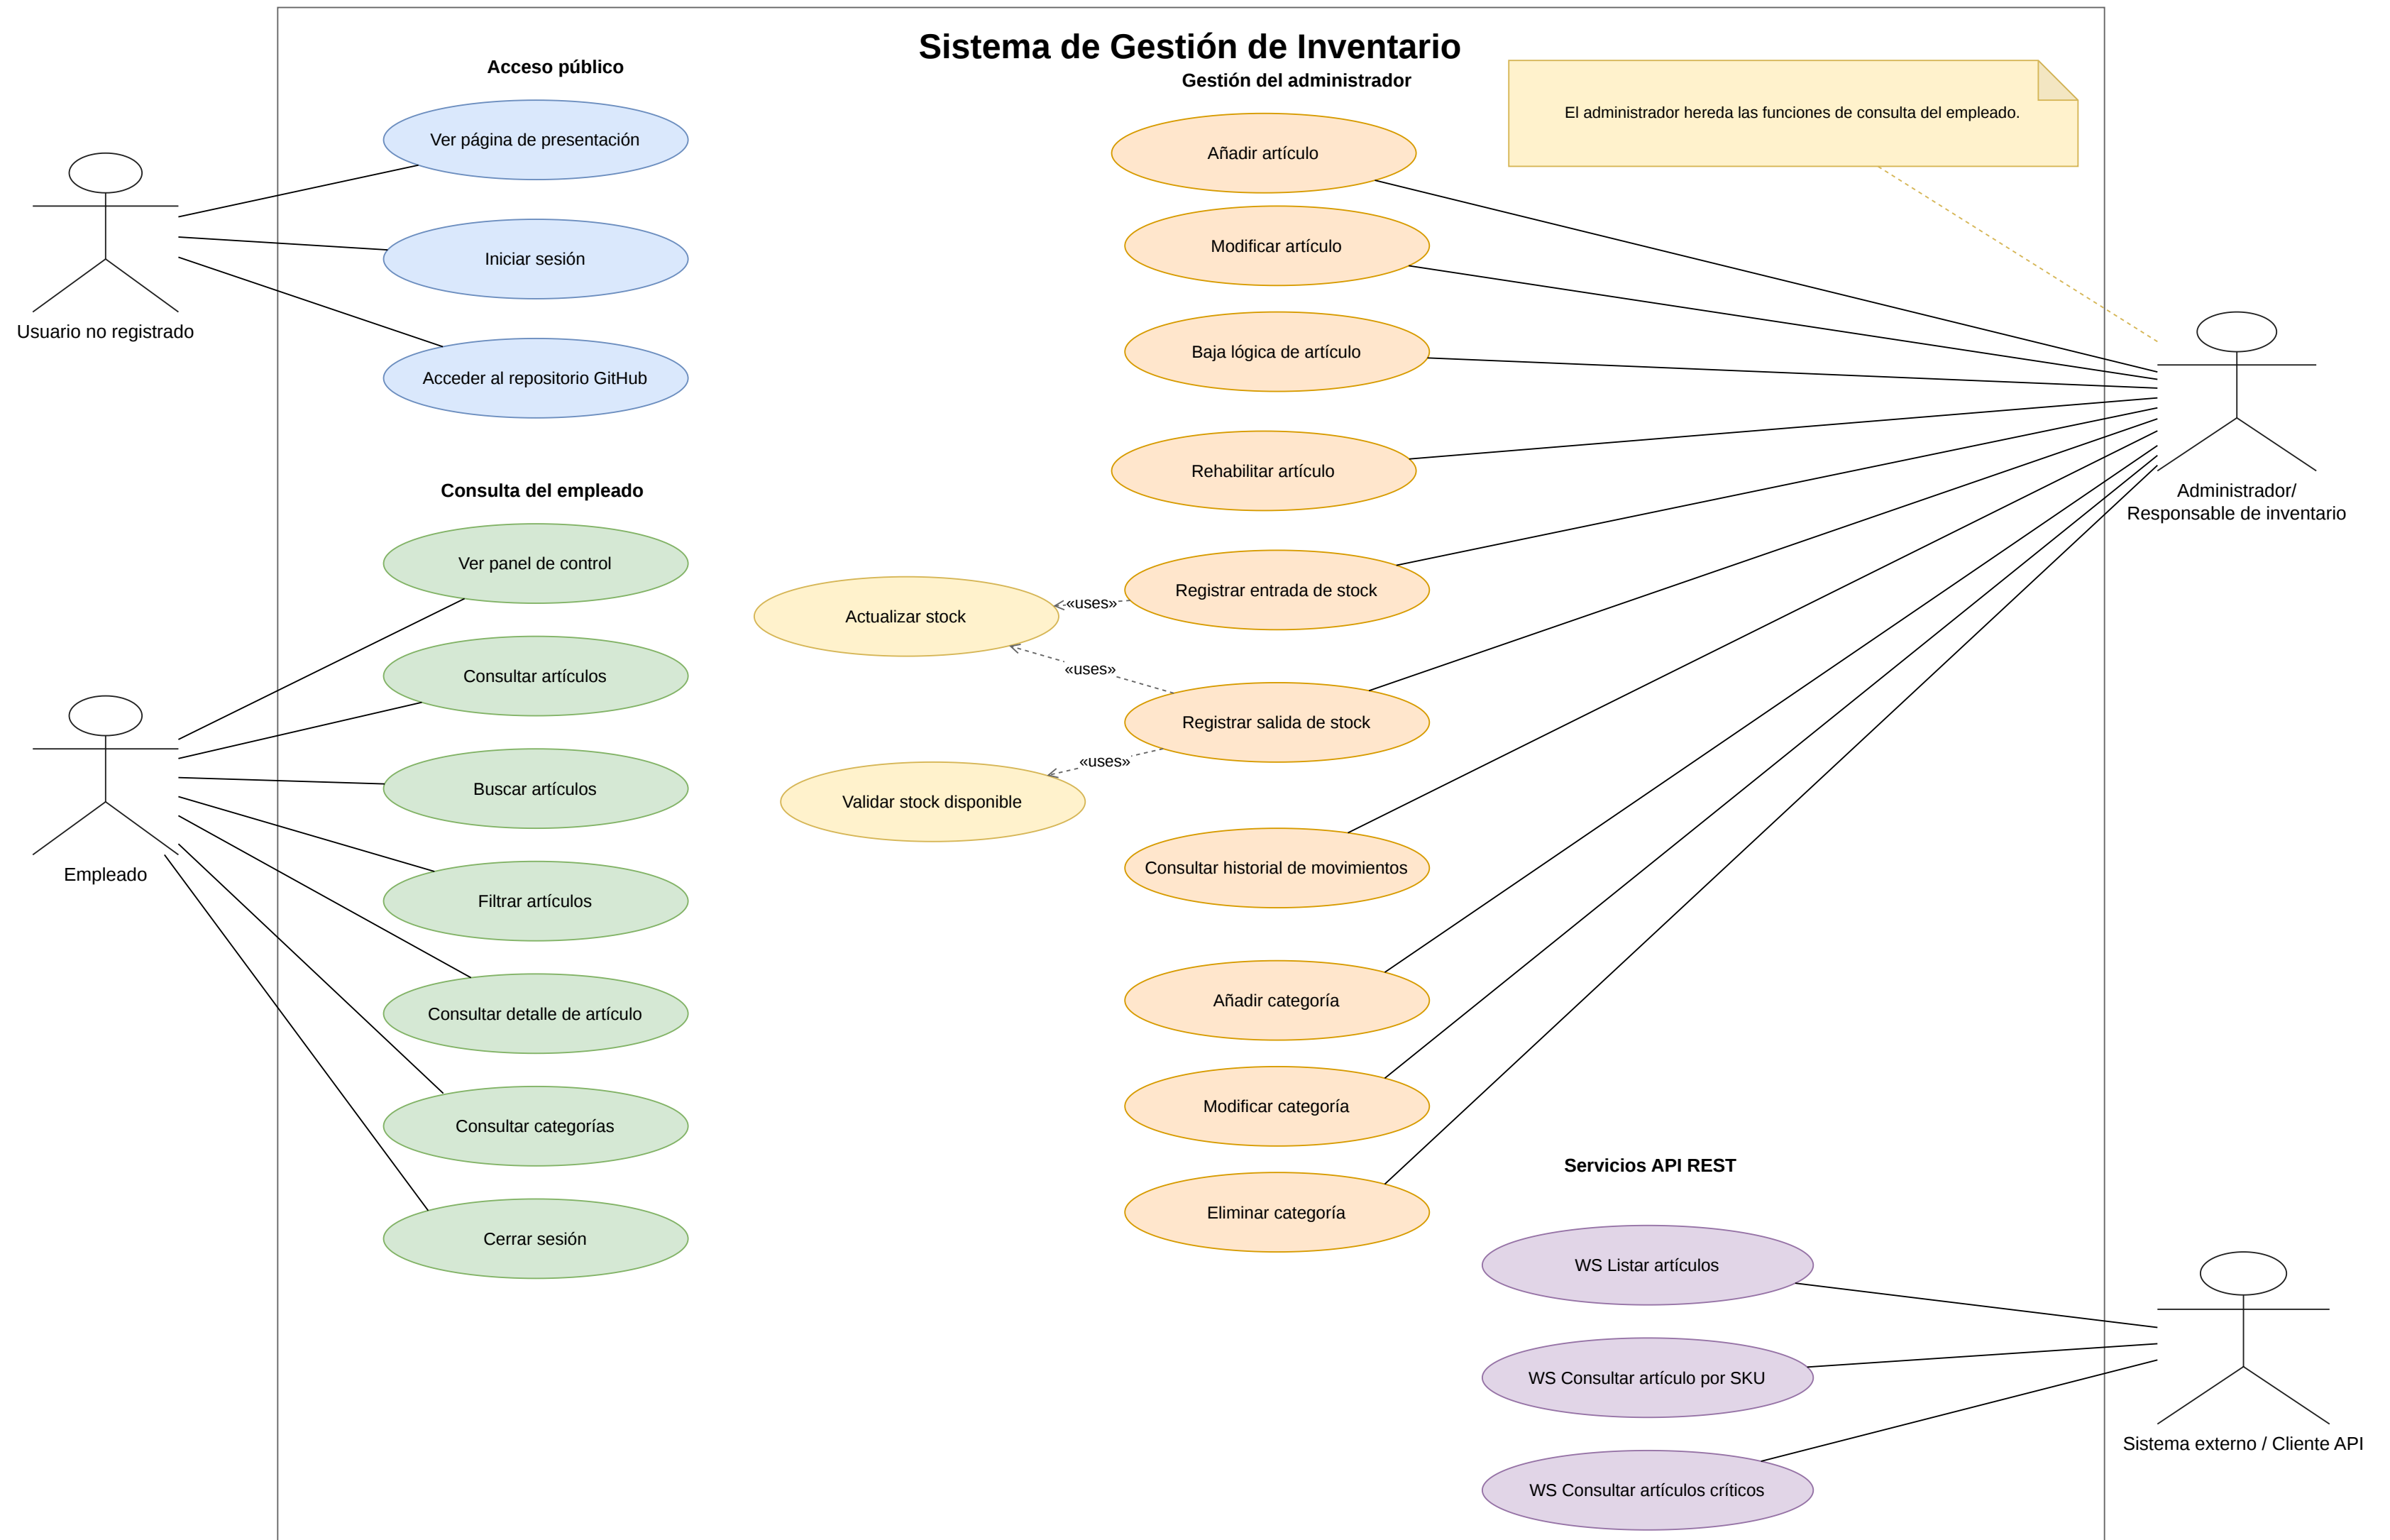 Sistema de Gestión de Inventario
Acceso público
Ver página de presentación
Iniciar sesión
Acceder al repositorio GitHub
Usuario no registrado
Consulta del empleado
Ver panel de control
Consultar artículos
Buscar artículos
Filtrar artículos
Consultar detalle de artículo
Consultar categorías
Cerrar sesión
Empleado
Gestión del administrador
Añadir artículo
Modificar artículo
Baja lógica de artículo
Rehabilitar artículo
Registrar entrada de stock
«uses»
Actualizar stock
«uses»
Registrar salida de stock
«uses»
Validar stock disponible
Consultar historial de movimientos
Añadir categoría
Modificar categoría
Eliminar categoría
El administrador hereda las funciones de consulta del empleado.
Administrador/
Responsable de inventario
Servicios API REST
WS Listar artículos
WS Consultar artículo por SKU
WS Consultar artículos críticos
Sistema externo / Cliente API